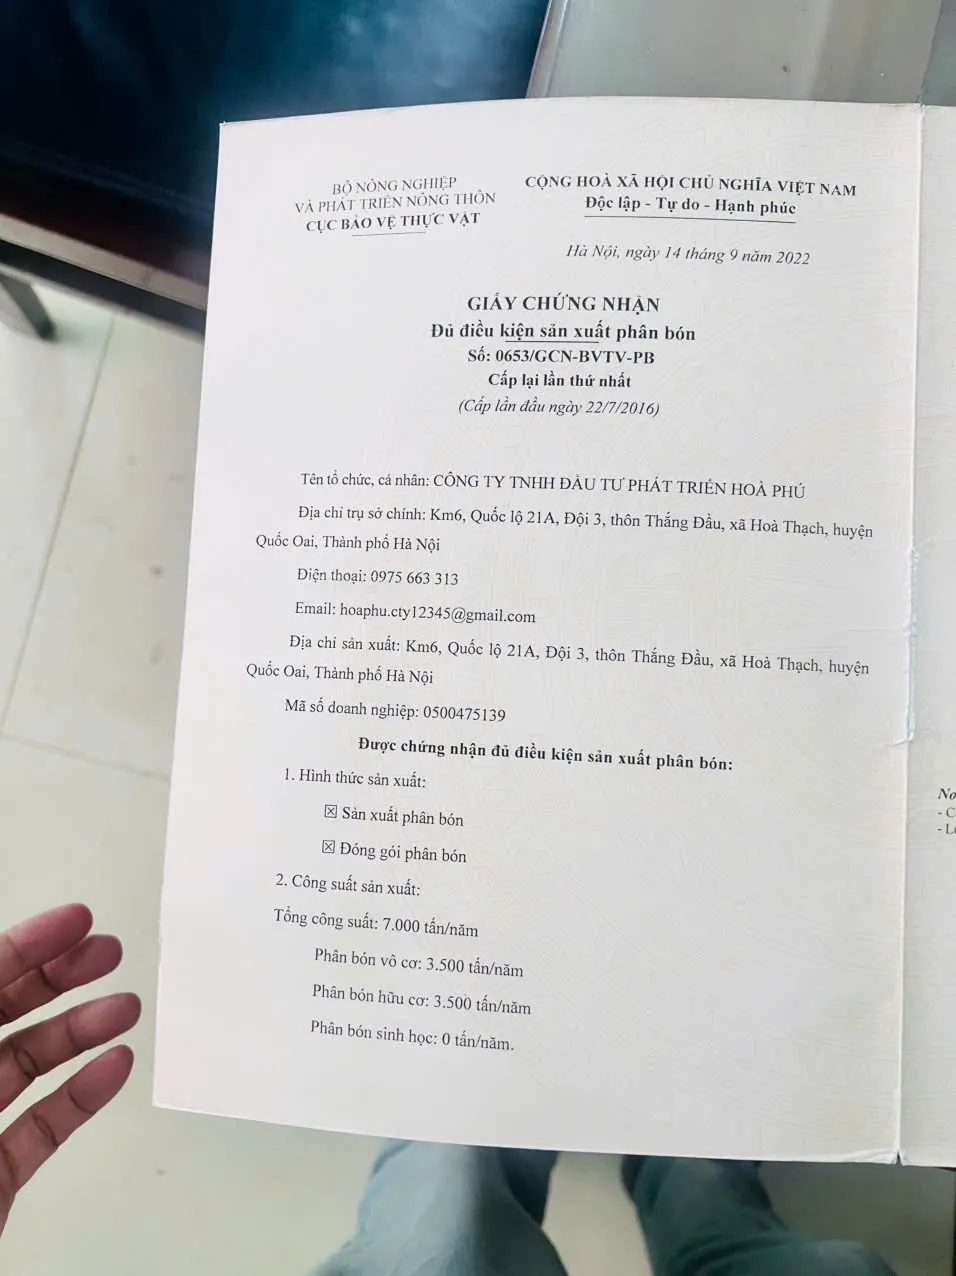 BỘ NÔNG NGHIỆP
VÀ PHÁT TRIỂN NÔNG THÔN
CỤC BẢO VỆ THỰC VẬT
CỘNG HOÀ XÃ HỘI CHỦ NGHĨA VIỆT NAM
Độc lập - Tự do - Hạnh phúc
Hà Nội, ngày 14 tháng 9 năm 2022
GIẤY CHỨNG NHẬN
Đủ điều kiện sản xuất phân bón
Số: 0653/GCN-BVTV-PB
Cấp lại lần thứ nhất
(Cấp lần đầu ngày 22/7/2016)
Tên tổ chức, cá nhân: CÔNG TY TNHH ĐẦU TƯ PHÁT TRIỂN HOÀ PHÚ
Địa chỉ trụ sở chính: Km6, Quốc lộ 21A, Đội 3, thôn Thắng Đầu, xã Hoà Thạch, huyện
Quốc Oai, Thành phố Hà Nội
Điện thoại: 0975 663 313
Email: hoaphu.cty12345@gmail.com
Địa chỉ sản xuất: Km6, Quốc lộ 21A, Đội 3, thôn Thắng Đầu, xã Hoà Thạch, huyện
Quốc Oai, Thành phố Hà Nội
Mã số doanh nghiệp: 0500475139
Được chứng nhận đủ điều kiện sản xuất phân bón:
1. Hình thức sản xuất:
☒ Sản xuất phân bón
☒ Đóng gói phân bón
2. Công suất sản xuất:
Tổng công suất: 7.000 tấn/năm
Phân bón vô cơ: 3.500 tấn/năm
Phân bón hữu cơ: 3.500 tấn/năm
Phân bón sinh học: 0 tấn/năm.